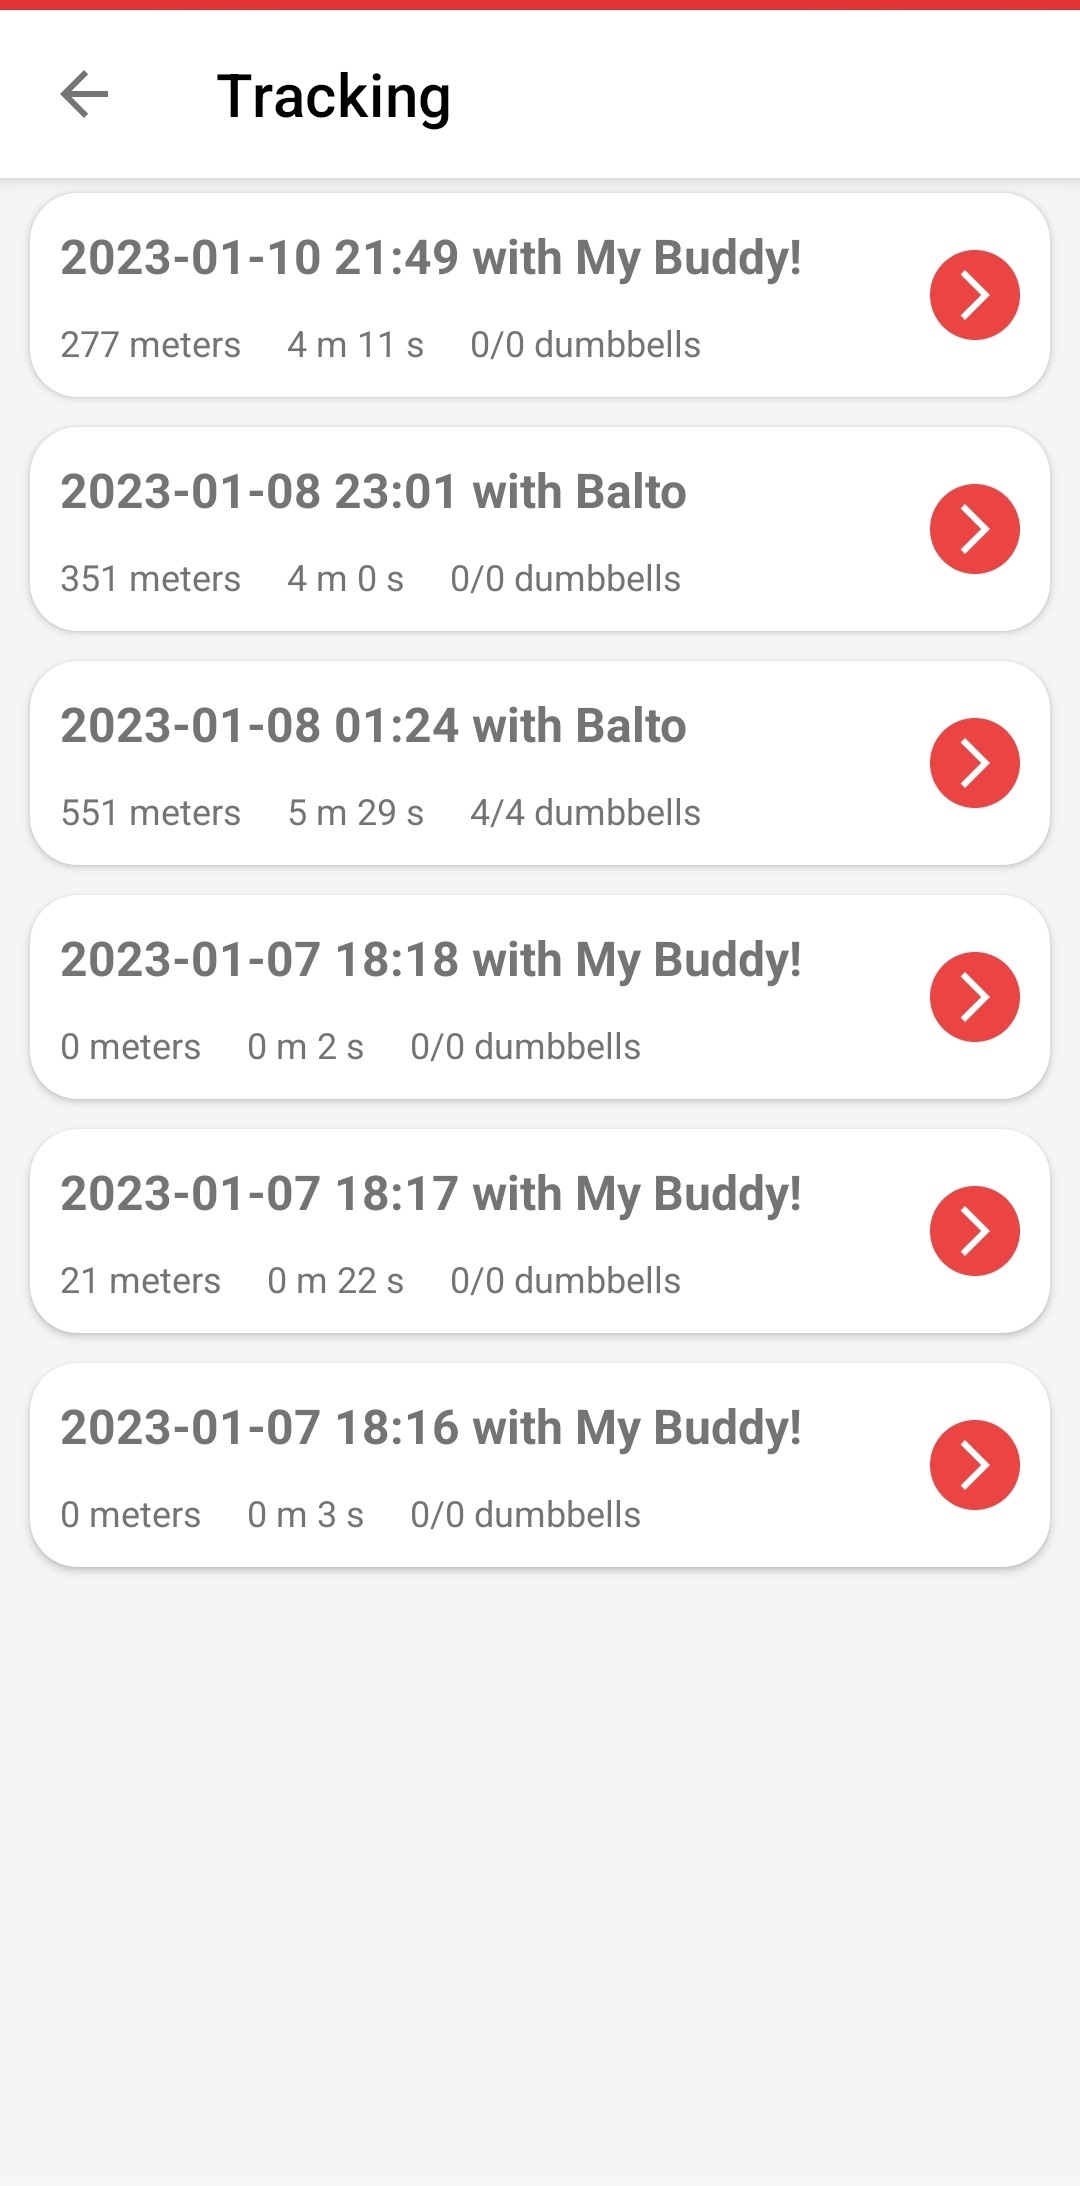 Tracking
2023-01-10 21:49 with My Buddy!
277 meters 4 m 11 s 0/0 dumbbells
2023-01-08 23:01 with Balto
351 meters 4 m 0 s 0/0 dumbbells
2023-01-08 01:24 with Balto
551 meters 5 m 29 s 4/4 dumbbells
2023-01-07 18:18 with My Buddy!
0 meters 0 m 2 s 0/0 dumbbells
2023-01-07 18:17 with My Buddy!
21 meters 0 m 22 s 0/0 dumbbells
2023-01-07 18:16 with My Buddy!
0 meters 0 m 3 s 0/0 dumbbells